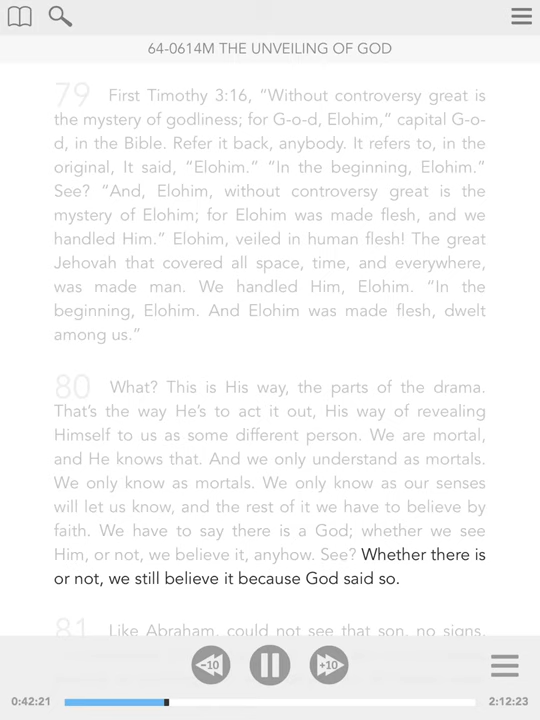 64-0614M THE UNVEILING OF GOD
79 First Timothy 3:16, “Without controversy great is
the mystery of godliness; for G-o-d, Elohim,” capital G-o-
d, in the Bible. Refer it back, anybody. It refers to, in the
original, It said, “Elohim.” “In the beginning, Elohim.”
See? “And, Elohim, without controversy great is the
mystery of Elohim; for Elohim was made flesh, and we
handled Him.” Elohim, veiled in human flesh! The great
Jehovah that covered all space, time, and everywhere,
was made man. We handled Him, Elohim. “In the
beginning, Elohim. And Elohim was made flesh, dwelt
among us.”
80 What? This is His way, the parts of the drama.
That’s the way He’s to act it out, His way of revealing
Himself to us as some different person. We are mortal,
and He knows that. And we only understand as mortals.
We only know as mortals. We only know as our senses
will let us know, and the rest of it we have to believe by
faith. We have to say there is a God; whether we see
Him, or not, we believe it, anyhow. See? Whether there is
or not, we still believe it because God said so.
81 Like Abraham, could not see that son, no signs,
-10 +10
0:42:21 2:12:23